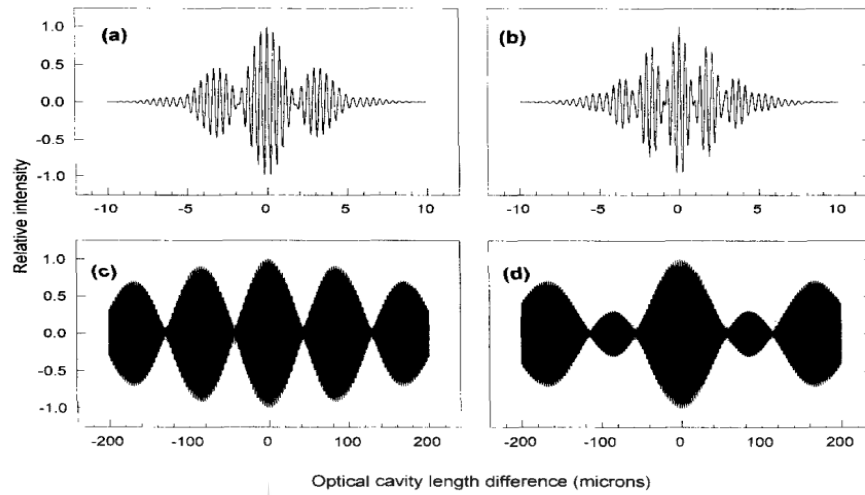 (a)
(b)
1.0
0.5
0.0
0.5
1.0
-10 -5 0 5 10
-10 -5 0 5 10
Relative intensity
(c)
(d)
1.0
0.5
0.0
-0.5
-1.0
-200 -100 0 100 200
-200 -100 0 100 200
Optical cavity length difference (microns)